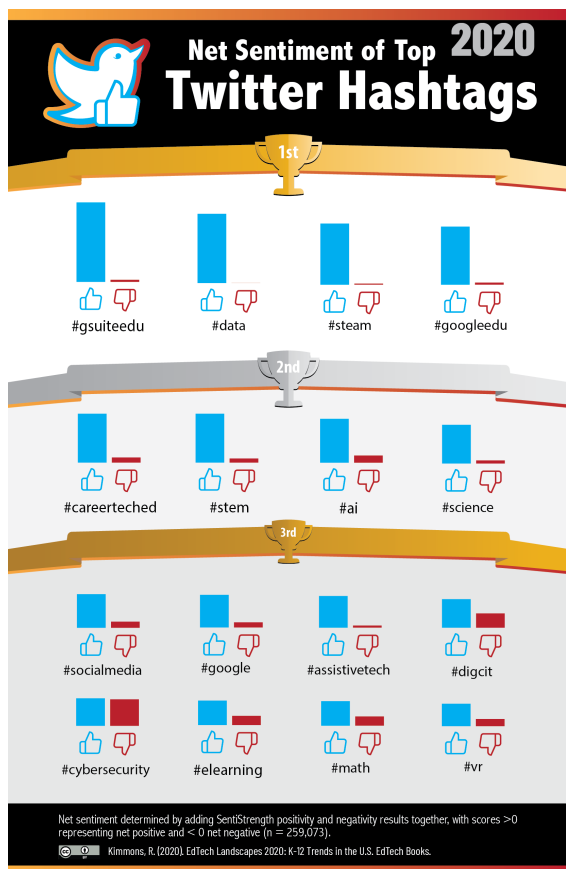 Net Sentiment of Top 2020
Twitter Hashtags
1st
#gsuiteedu #data #steam #googleedu
2nd
#careerteched #stem #ai #science
3rd
#socialmedia #google #assistivetech #digcit
#cybersecurity #elearning #math #vr
Net sentiment determined by adding SentiStrength positivity and negativity results together, with scores >0
representing net positive and < 0 net negative (n = 259,073).
cc BY Kimmons, R. (2020). EdTech Landscapes 2020: K-12 Trends in the U.S. EdTech Books.